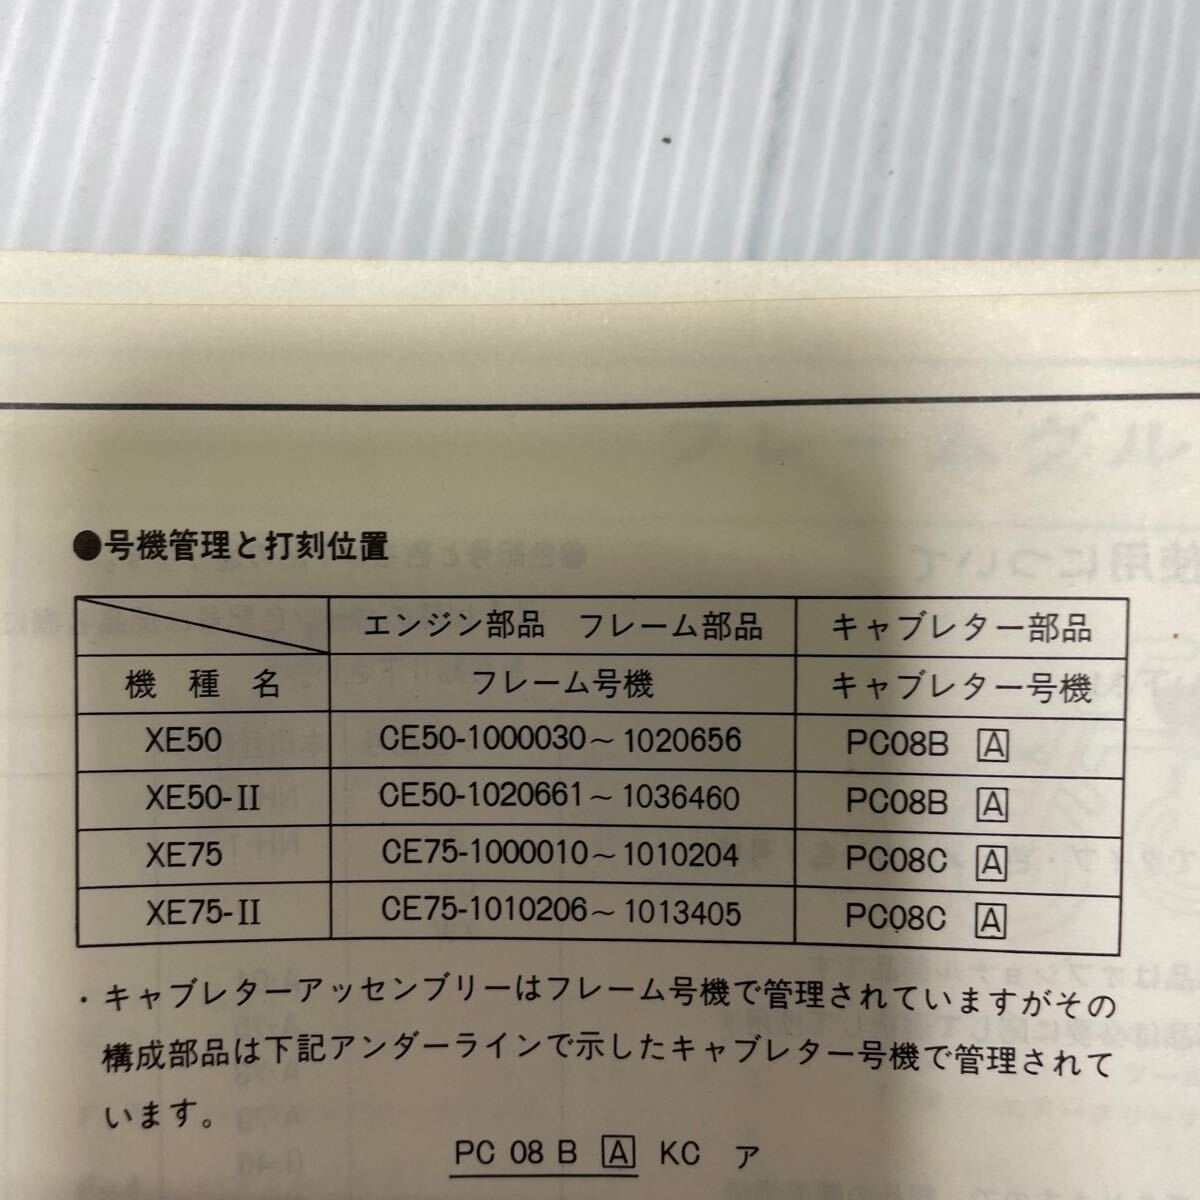 ●号機管理と打刻位置
エンジン部品　フレーム部品 キャブレター部品
機　種　名 フレーム号機 キャブレター号機
XE50 CE50-1000030～1020656 PC08B A
XE50-II CE50-1020661～1036460 PC08B A
XE75 CE75-1000010～1010204 PC08C A
XE75-II CE75-1010206～1013405 PC08C A
・キャブレターアッセンブリーはフレーム号機で管理されていますがその
構成部品は下記アンダーラインで示したキャブレター号機で管理されて
います。
PC 08 B A KC ア